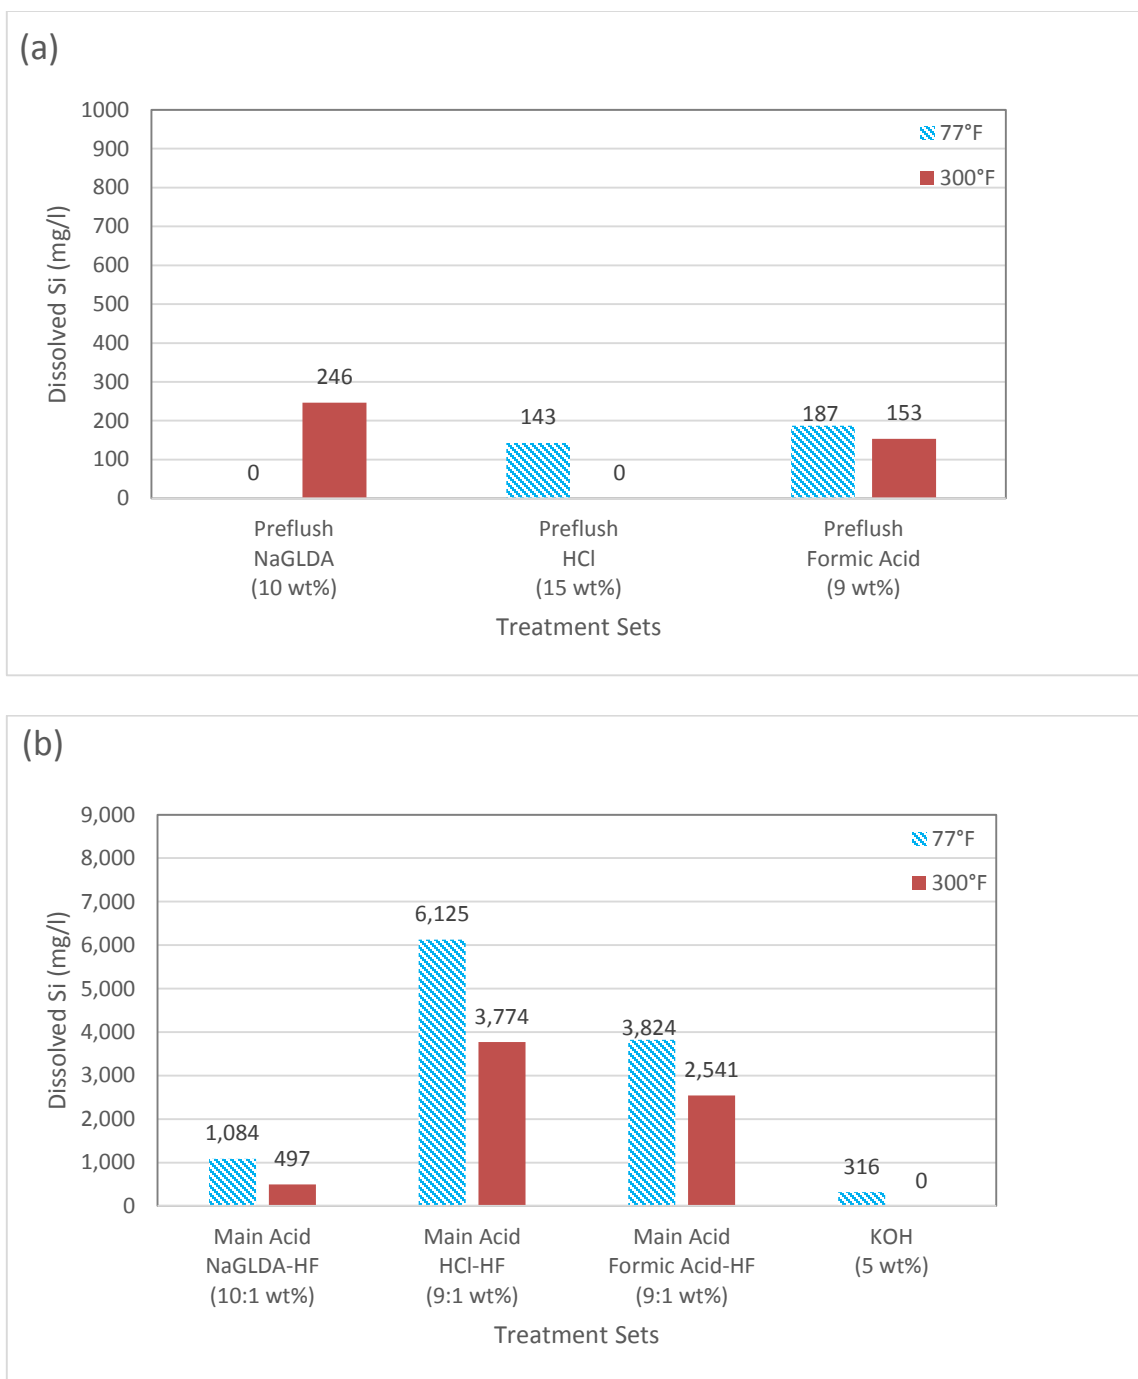 (a)
1000
900
800
700
600
500
400
300
200
100
0
Dissolved Si (mg/l)
77°F
300°F
0
246
143
0
187
153
Preflush
NaGLDA
(10 wt%)
Preflush
HCl
(15 wt%)
Preflush
Formic Acid
(9 wt%)
Treatment Sets
(b)
9,000
8,000
7,000
6,000
5,000
4,000
3,000
2,000
1,000
0
Dissolved Si (mg/l)
77°F
300°F
1,084
497
6,125
3,774
3,824
2,541
316
0
Main Acid
NaGLDA-HF
(10:1 wt%)
Main Acid
HCl-HF
(9:1 wt%)
Main Acid
Formic Acid-HF
(9:1 wt%)
KOH
(5 wt%)
Treatment Sets